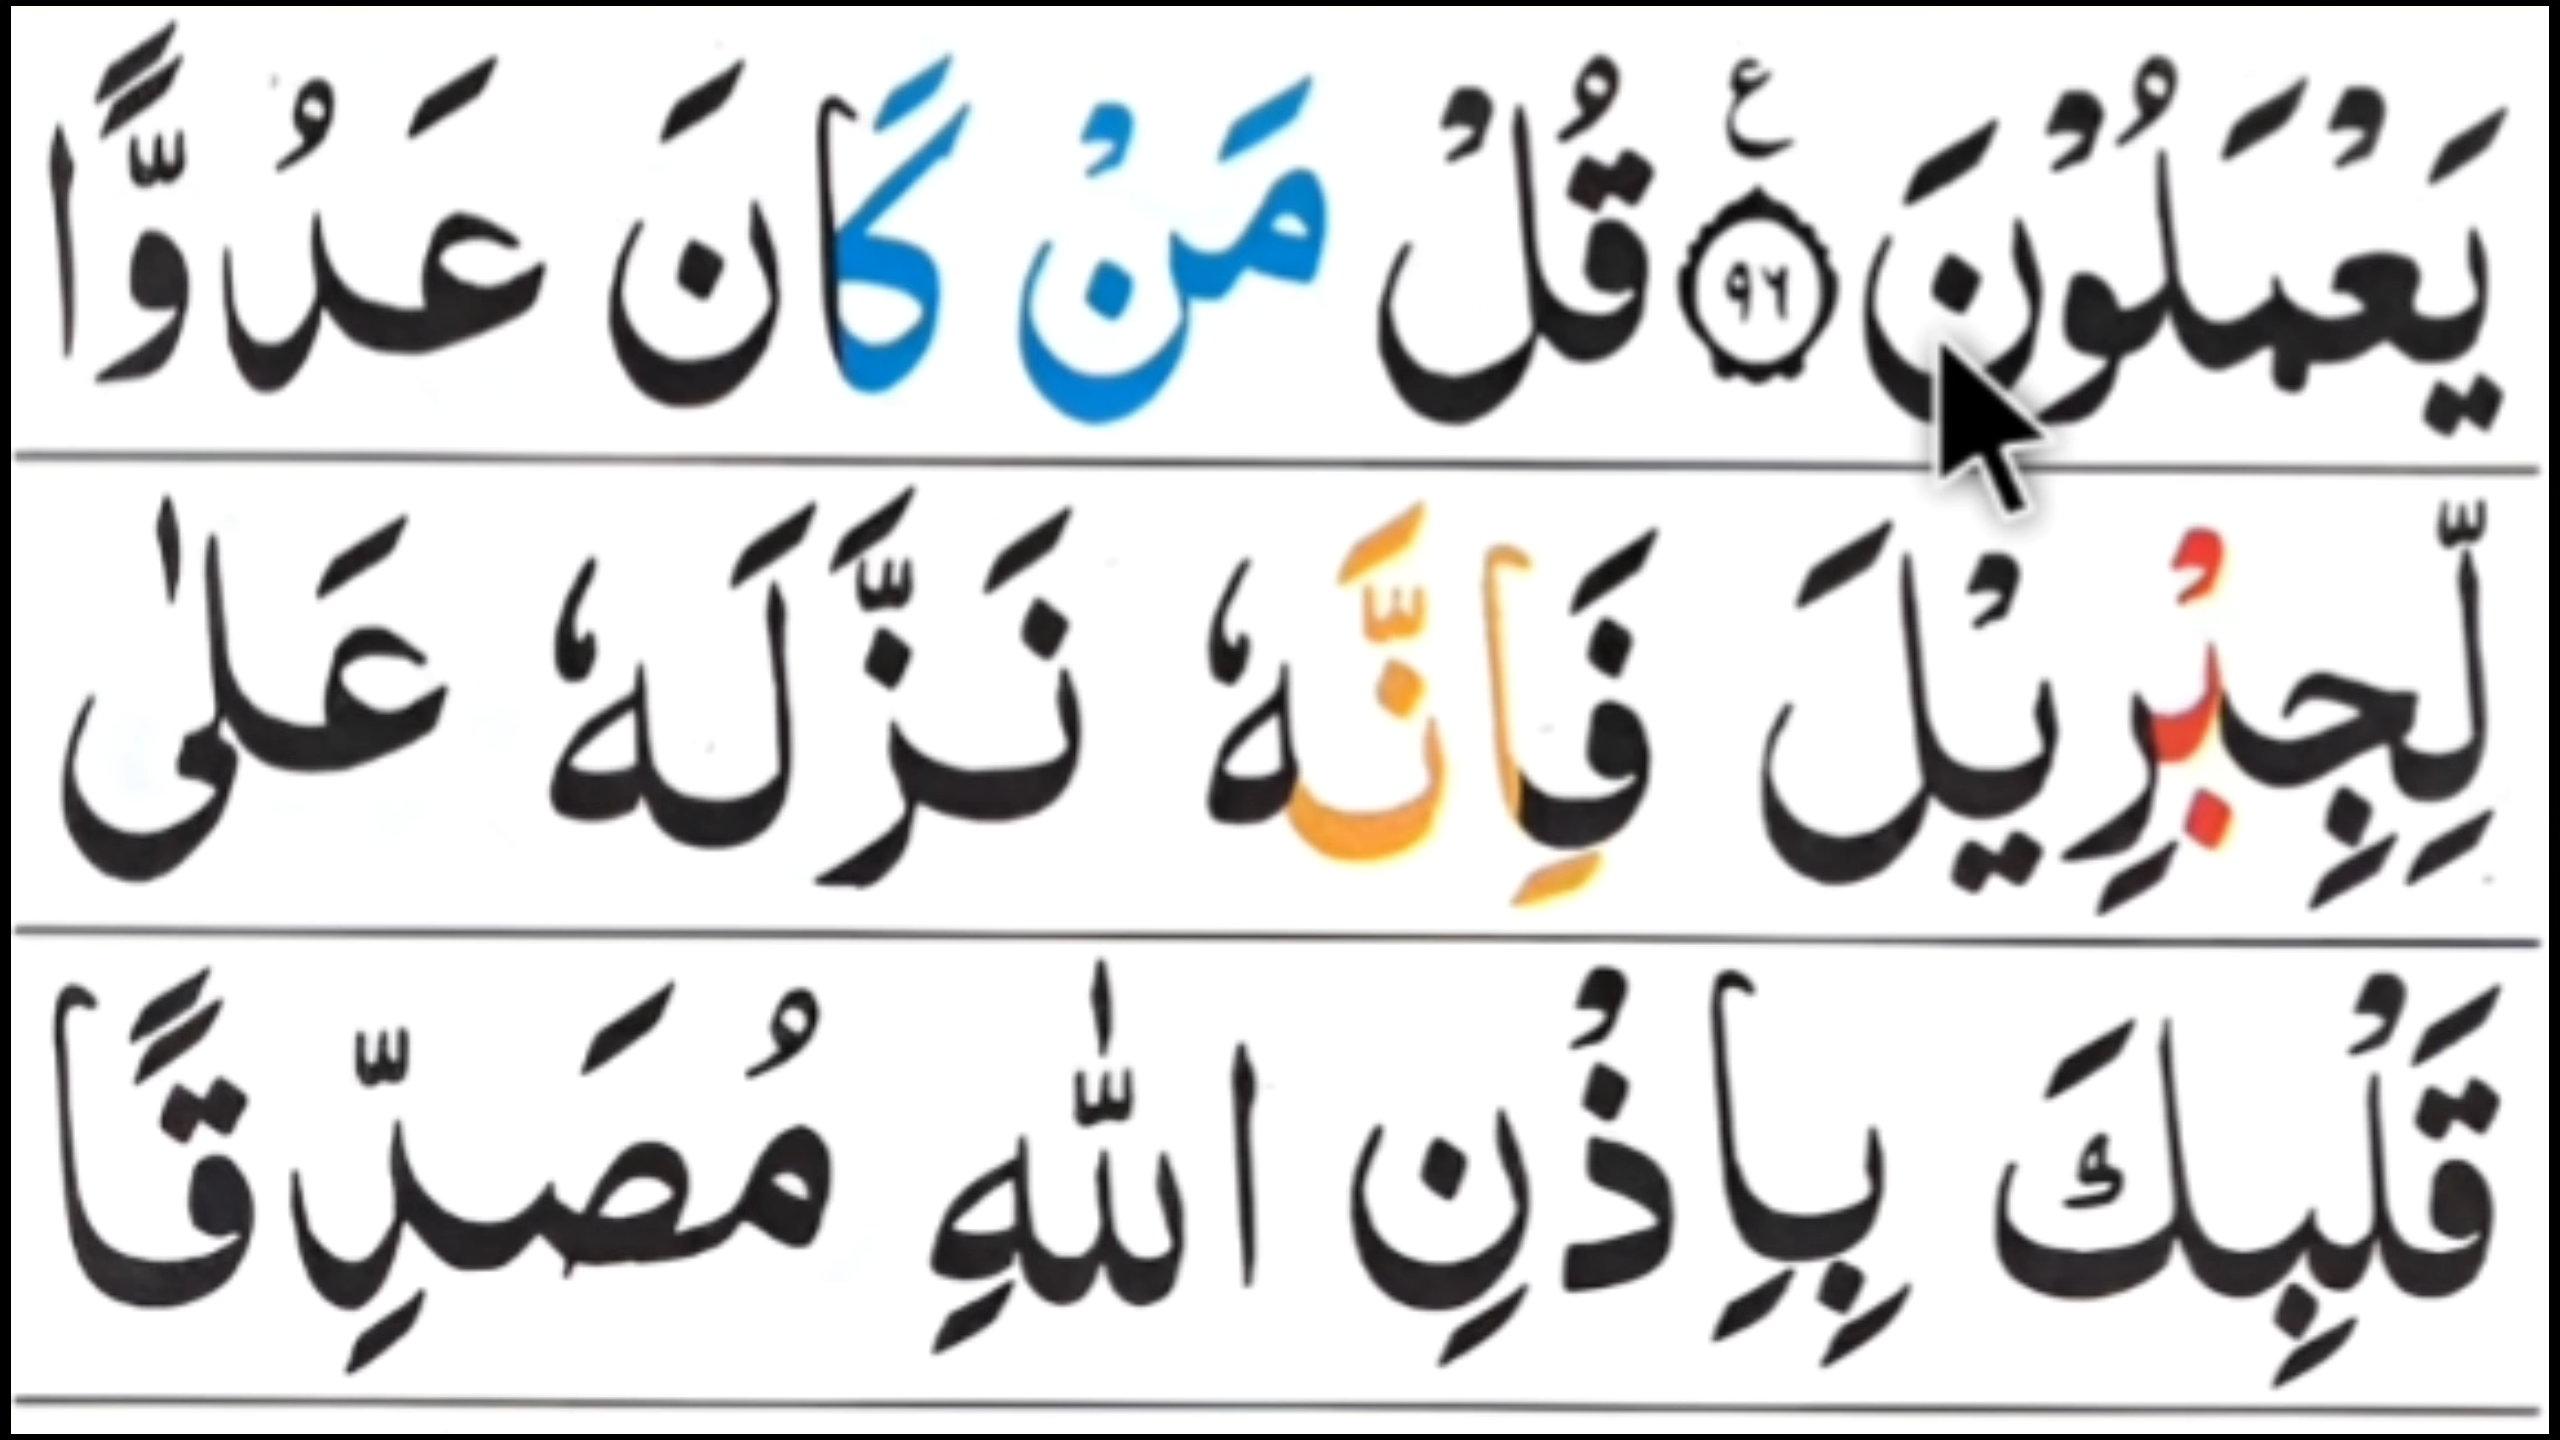 يَعْمَلُوْنَ ۝٩٦ ع قُلْ مَنْ كَانَ عَدُوًّا
لِّجِبْرِيْلَ فَاِنَّهٗ نَزَّلَهٗ عَلٰى
قَلْبِكَ بِاِذْنِ اللّٰهِ مُصَدِّقًا